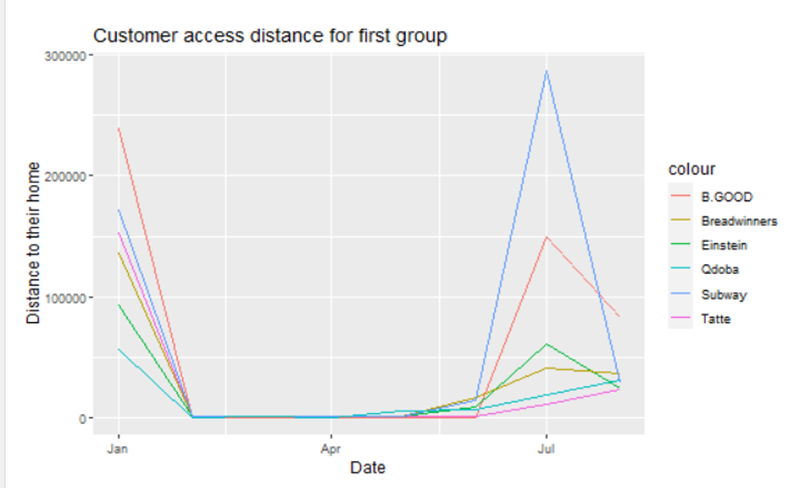 Customer access distance for first group
300000
200000
100000
0
Distance to their home
Jan
Apr
Jul
Date
colour
B.GOOD
Breadwinners
Einstein
Qdoba
Subway
Tatte